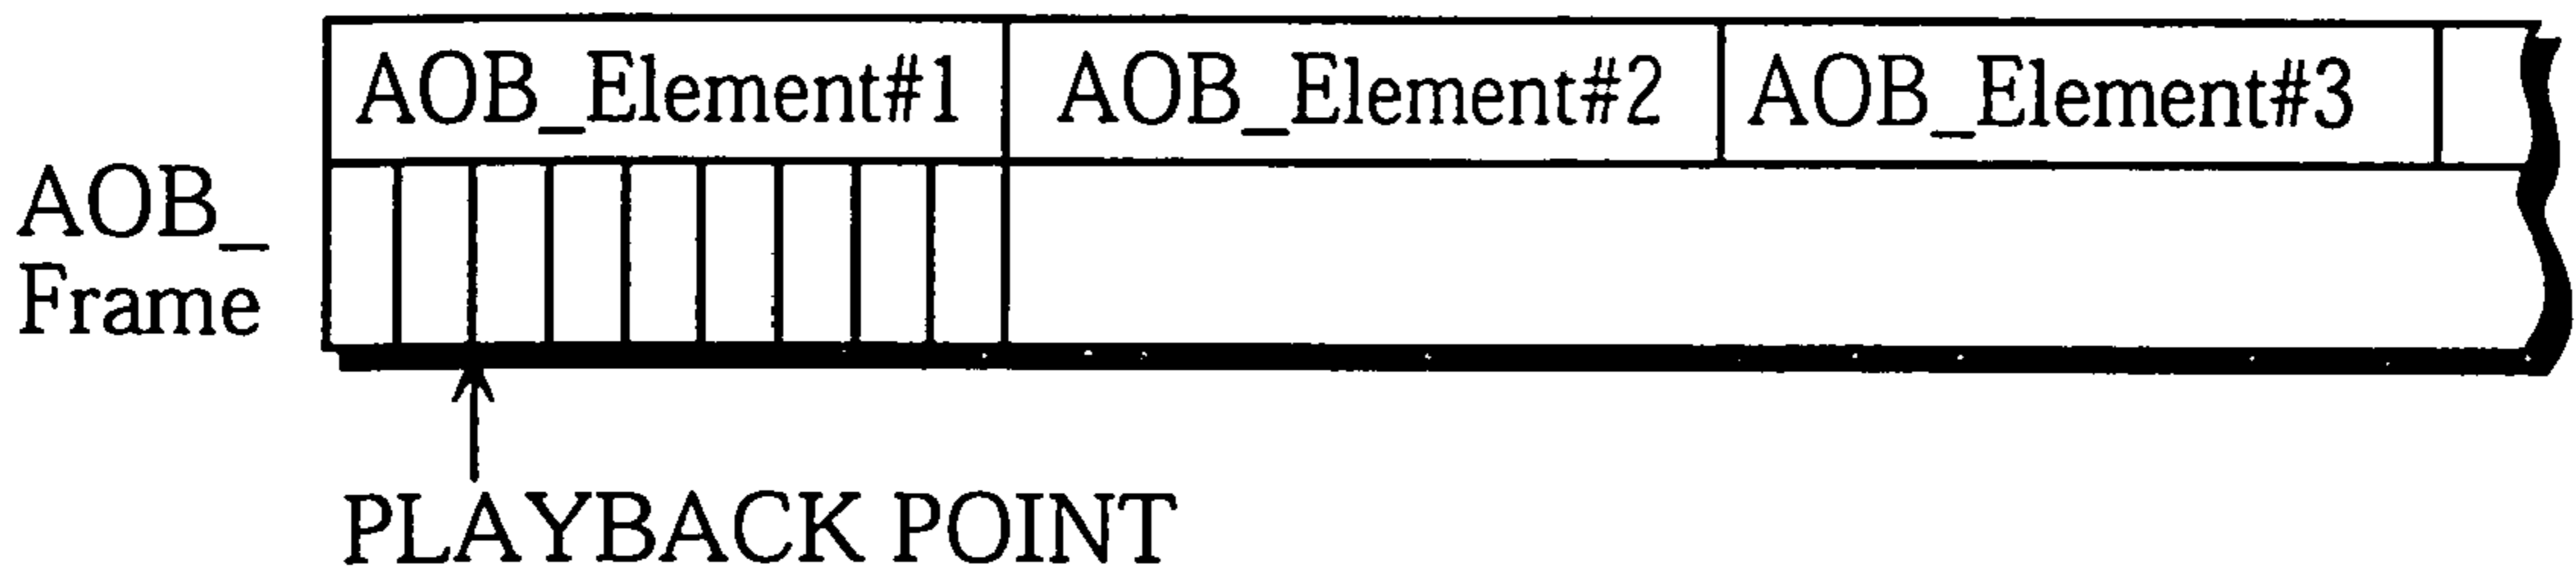 AOB_Element#1 AOB_Element#2 AOB_Element#3
AOB_
Frame
PLAYBACK POINT